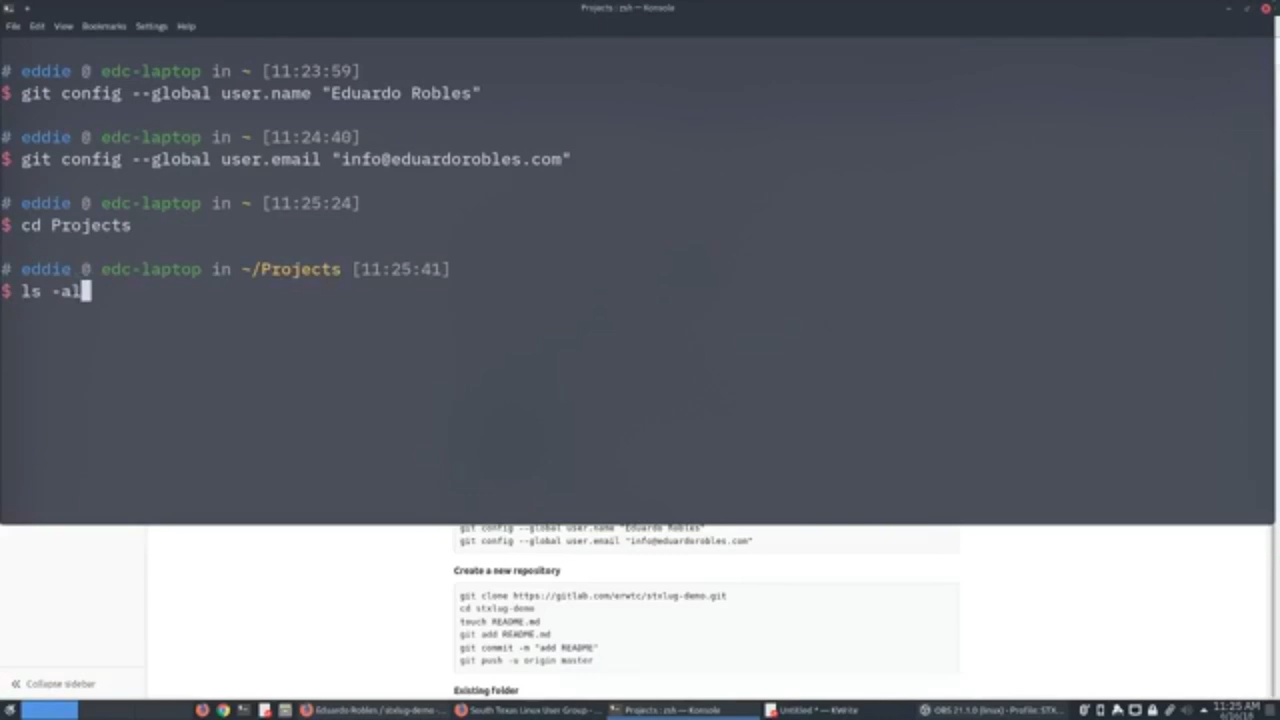 Projects : zsh — Konsole
File Edit View Bookmarks Settings Help
# eddie @ edc-laptop in ~ [11:23:59]
$ git config --global user.name "Eduardo Robles"
# eddie @ edc-laptop in ~ [11:24:40]
$ git config --global user.email "info@eduardorobles.com"
# eddie @ edc-laptop in ~ [11:25:24]
$ cd Projects
# eddie @ edc-laptop in ~/Projects [11:25:41]
$ ls -al
git config --global user.name "Eduardo Robles"
git config --global user.email "info@eduardorobles.com"
Create a new repository
git clone https://gitlab.com/erwtc/stxlug-demo.git
cd stxlug-demo
touch README.md
git add README.md
git commit -m "add README"
git push -u origin master
« Collapse sidebar
Existing folder
Eduardo Robles / stxlug-demo - ... South Texas Linux User Group - ... Projects : zsh — Konsole Untitled * — KWrite OBS 21.1.0 (linux) - Profile: STX... 11:25 AM